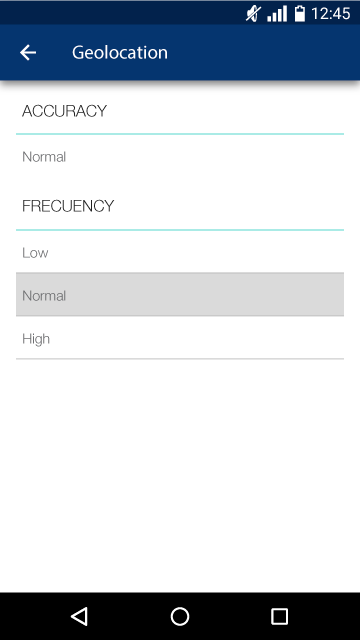 12:45
Geolocation
ACCURACY
Normal
FRECUENCY
Low
Normal
High